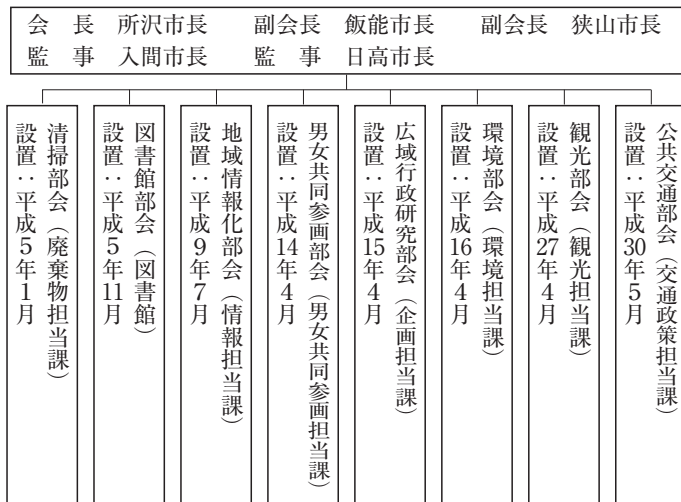 会　長　所沢市長　　副会長　飯能市長　　副会長　狭山市長
監　事　入間市長　　監　事　日高市長
清掃部会（廃棄物担当課）
設置：平成5年1月
図書館部会（図書館）
設置：平成5年11月
地域情報化部会（情報担当課）
設置：平成9年7月
男女共同参画部会（男女共同参画担当課）
設置：平成14年4月
広域行政研究部会（企画担当課）
設置：平成15年4月
環境部会（環境担当課）
設置：平成16年4月
観光部会（観光担当課）
設置：平成27年4月
公共交通部会（交通政策担当課）
設置：平成30年5月